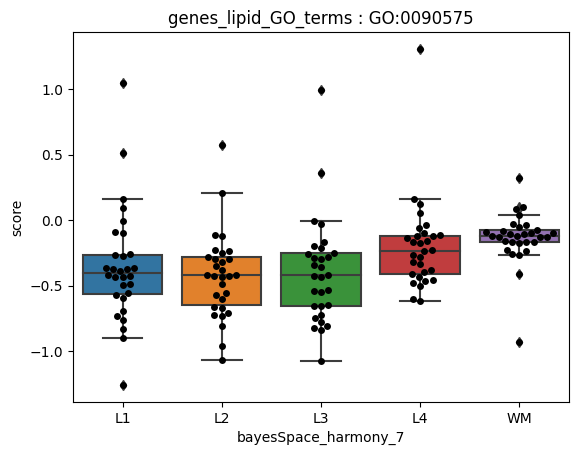 genes_lipid_GO_terms : GO:0090575
score
1.0
0.5
0.0
−0.5
−1.0
L1 L2 L3 L4 WM
bayesSpace_harmony_7